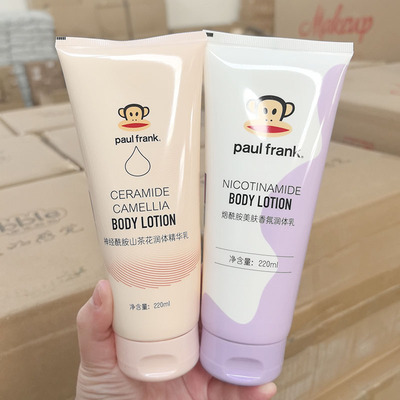 Makeup
paul frank.
CERAMIDE
CAMELLIA
BODY LOTION
神经酰胺山茶花润体精华乳
净含量: 220ml
paul frank.
NICOTINAMIDE
BODY LOTION
烟酰胺美肤香氛润体乳
净含量: 220ml